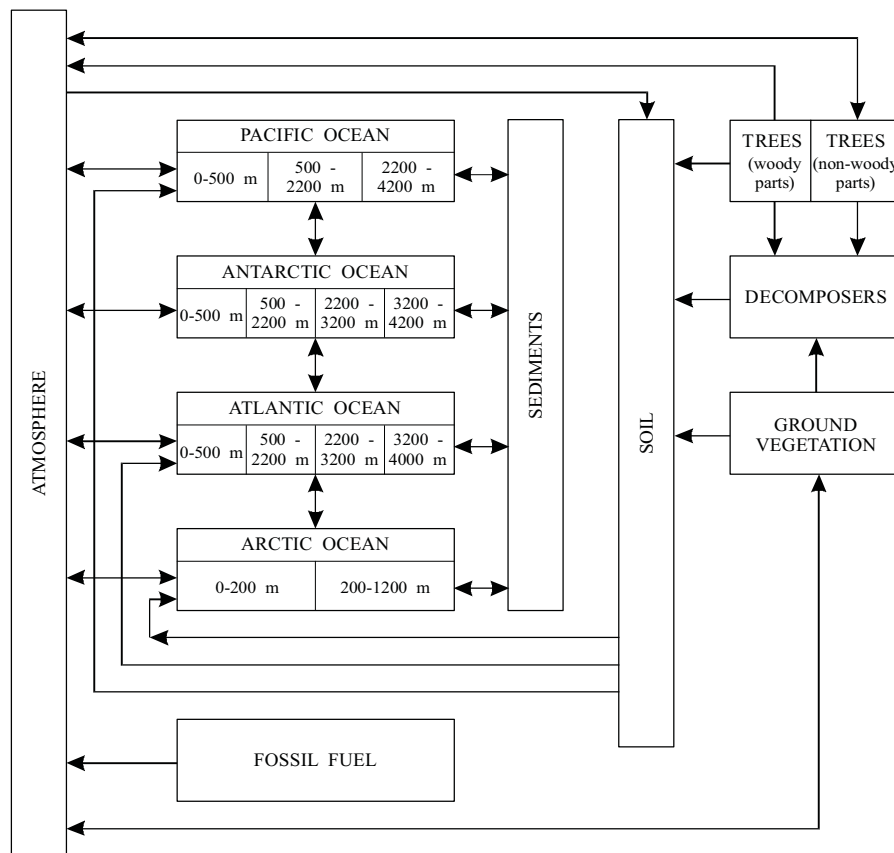 ATMOSPHERE
PACIFIC OCEAN
0-500 m
500 -
2200 m
2200 -
4200 m
ANTARCTIC OCEAN
0-500 m
500 -
2200 m
2200 -
3200 m
3200 -
4200 m
ATLANTIC OCEAN
0-500 m
500 -
2200 m
2200 -
3200 m
3200 -
4000 m
ARCTIC OCEAN
0-200 m
200-1200 m
FOSSIL FUEL
SEDIMENTS
SOIL
TREES
(woody
parts)
TREES
(non-woody
parts)
DECOMPOSERS
GROUND
VEGETATION